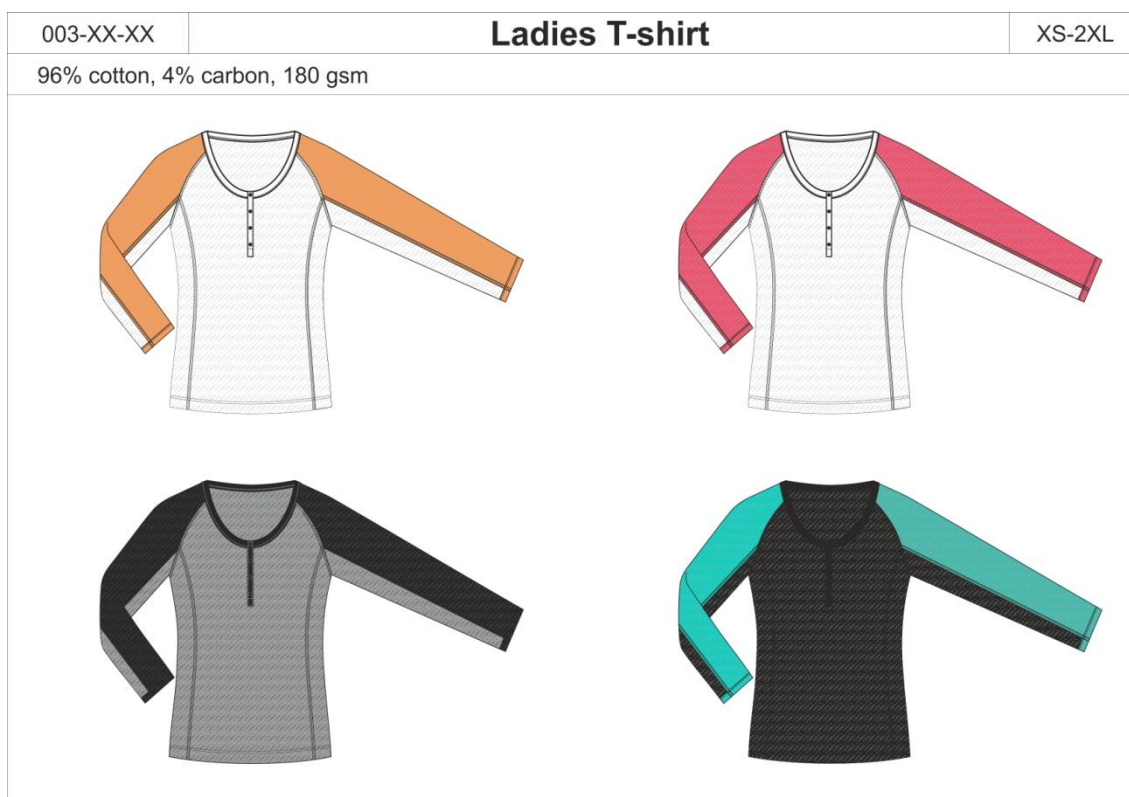 003-XX-XX
Ladies T-shirt
XS-2XL
96% cotton, 4% carbon, 180 gsm